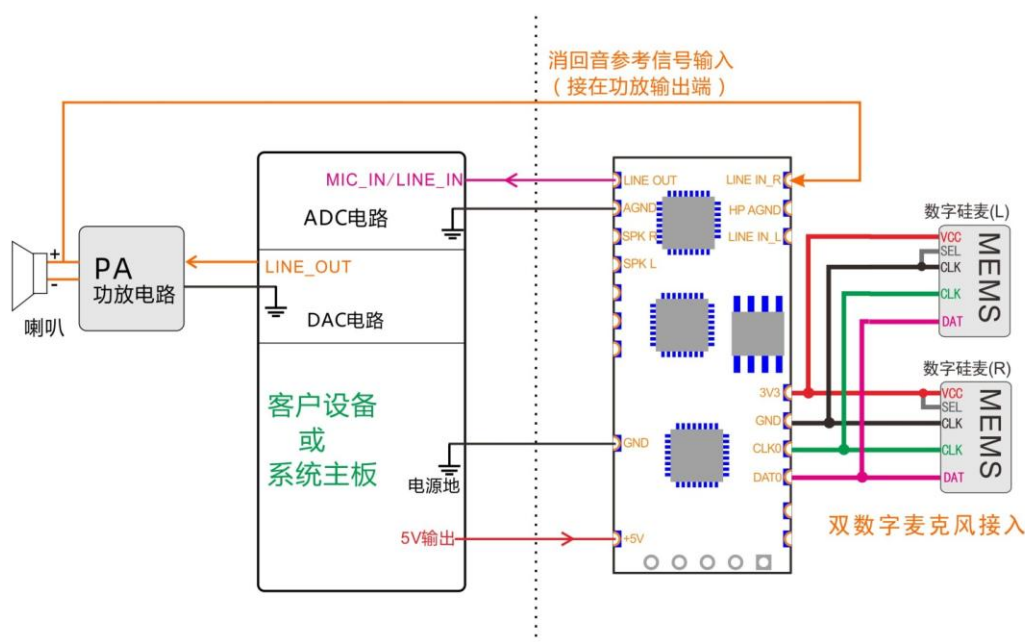 消回音参考信号输入
（接在功放输出端）
MIC_IN/LINE_IN
ADC电路
LINE_OUT
DAC电路
客户设备
或
系统主板
电源地
5V输出
PA
功放电路
+
-
喇叭
LINE OUT
LINE IN_R
AGND
HP AGND
SPK R
LINE IN_L
SPK L
3V3
GND
CLK0
DAT0
GND
+5V
数字硅麦(L)
VCC
SEL
CLK
CLK
DAT
MEMS
数字硅麦(R)
VCC
SEL
CLK
CLK
DAT
MEMS
双数字麦克风接入